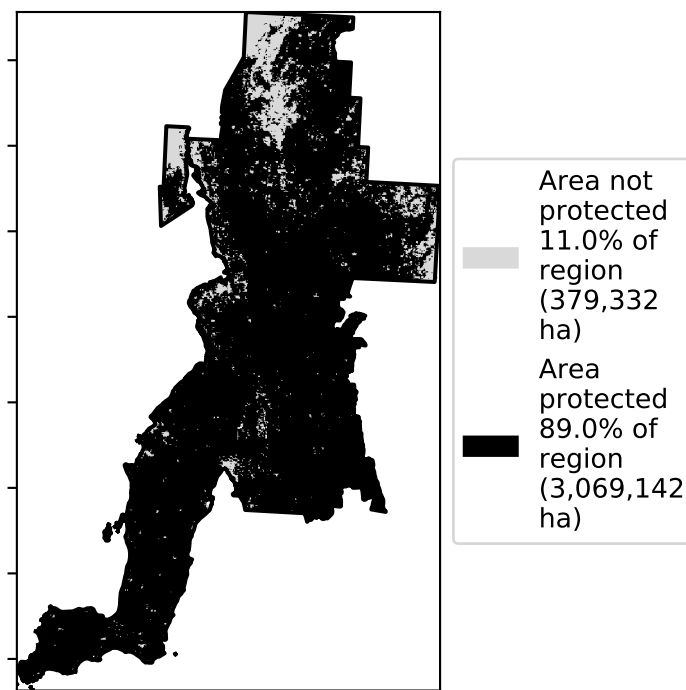 Area not
protected
11.0% of
region
(379,332
ha)
Area
protected
89.0% of
region
(3,069,142
ha)